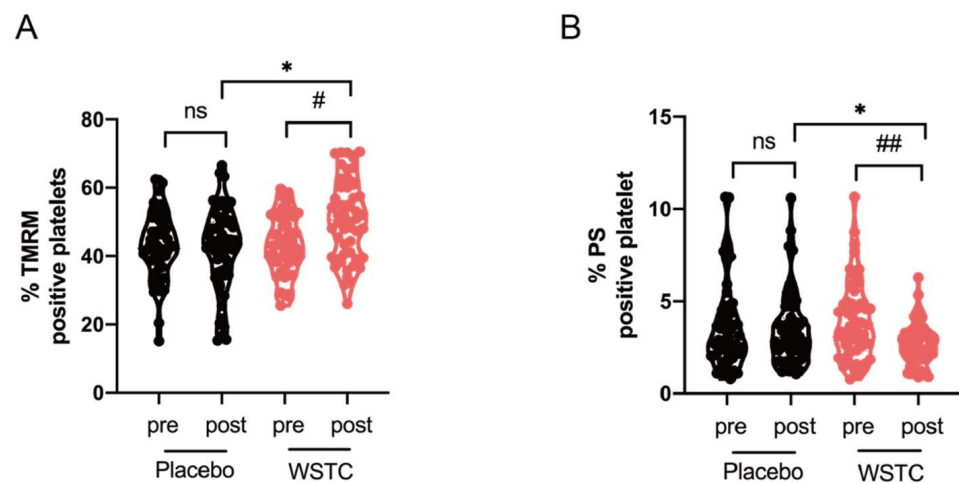 A
% TMRM
positive platelets
80
60
40
20
0
ns
*
#
pre post pre post
Placebo WSTC
B
% PS
positive platelet
15
10
5
0
ns
*
##
pre post pre post
Placebo WSTC